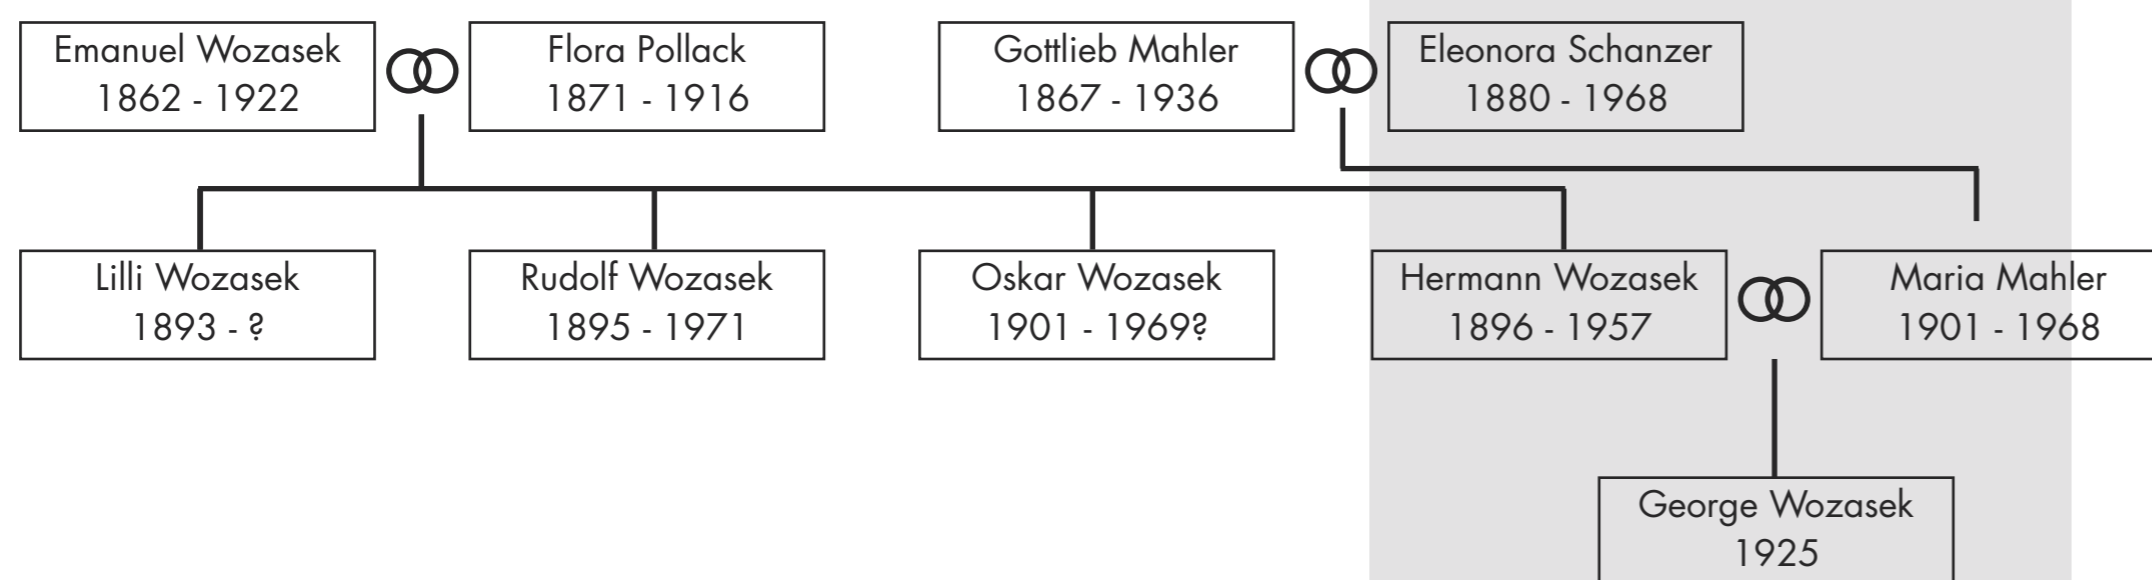 Emanuel Wozasek
1862 - 1922
Flora Pollack
1871 - 1916
Gottlieb Mahler
1867 - 1936
Eleonora Schanzer
1880 - 1968
Lilli Wozasek
1893 - ?
Rudolf Wozasek
1895 - 1971
Oskar Wozasek
1901 - 1969?
Hermann Wozasek
1896 - 1957
Maria Mahler
1901 - 1968
George Wozasek
1925